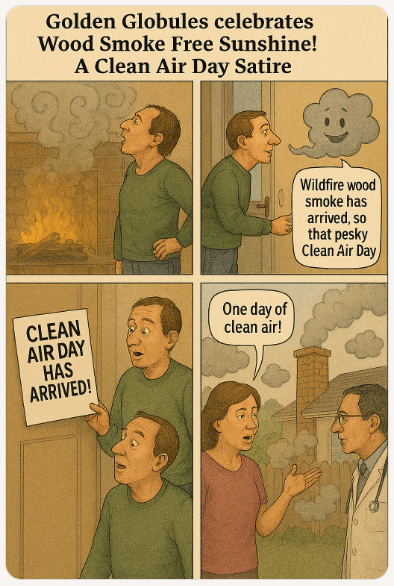 Golden Globules celebrates
Wood Smoke Free Sunshine!
A Clean Air Day Satire
Wildfire wood
smoke has
arrived, so
that pesky
Clean Air Day
CLEAN
AIR DAY
HAS
ARRIVED!
One day of
clean air!